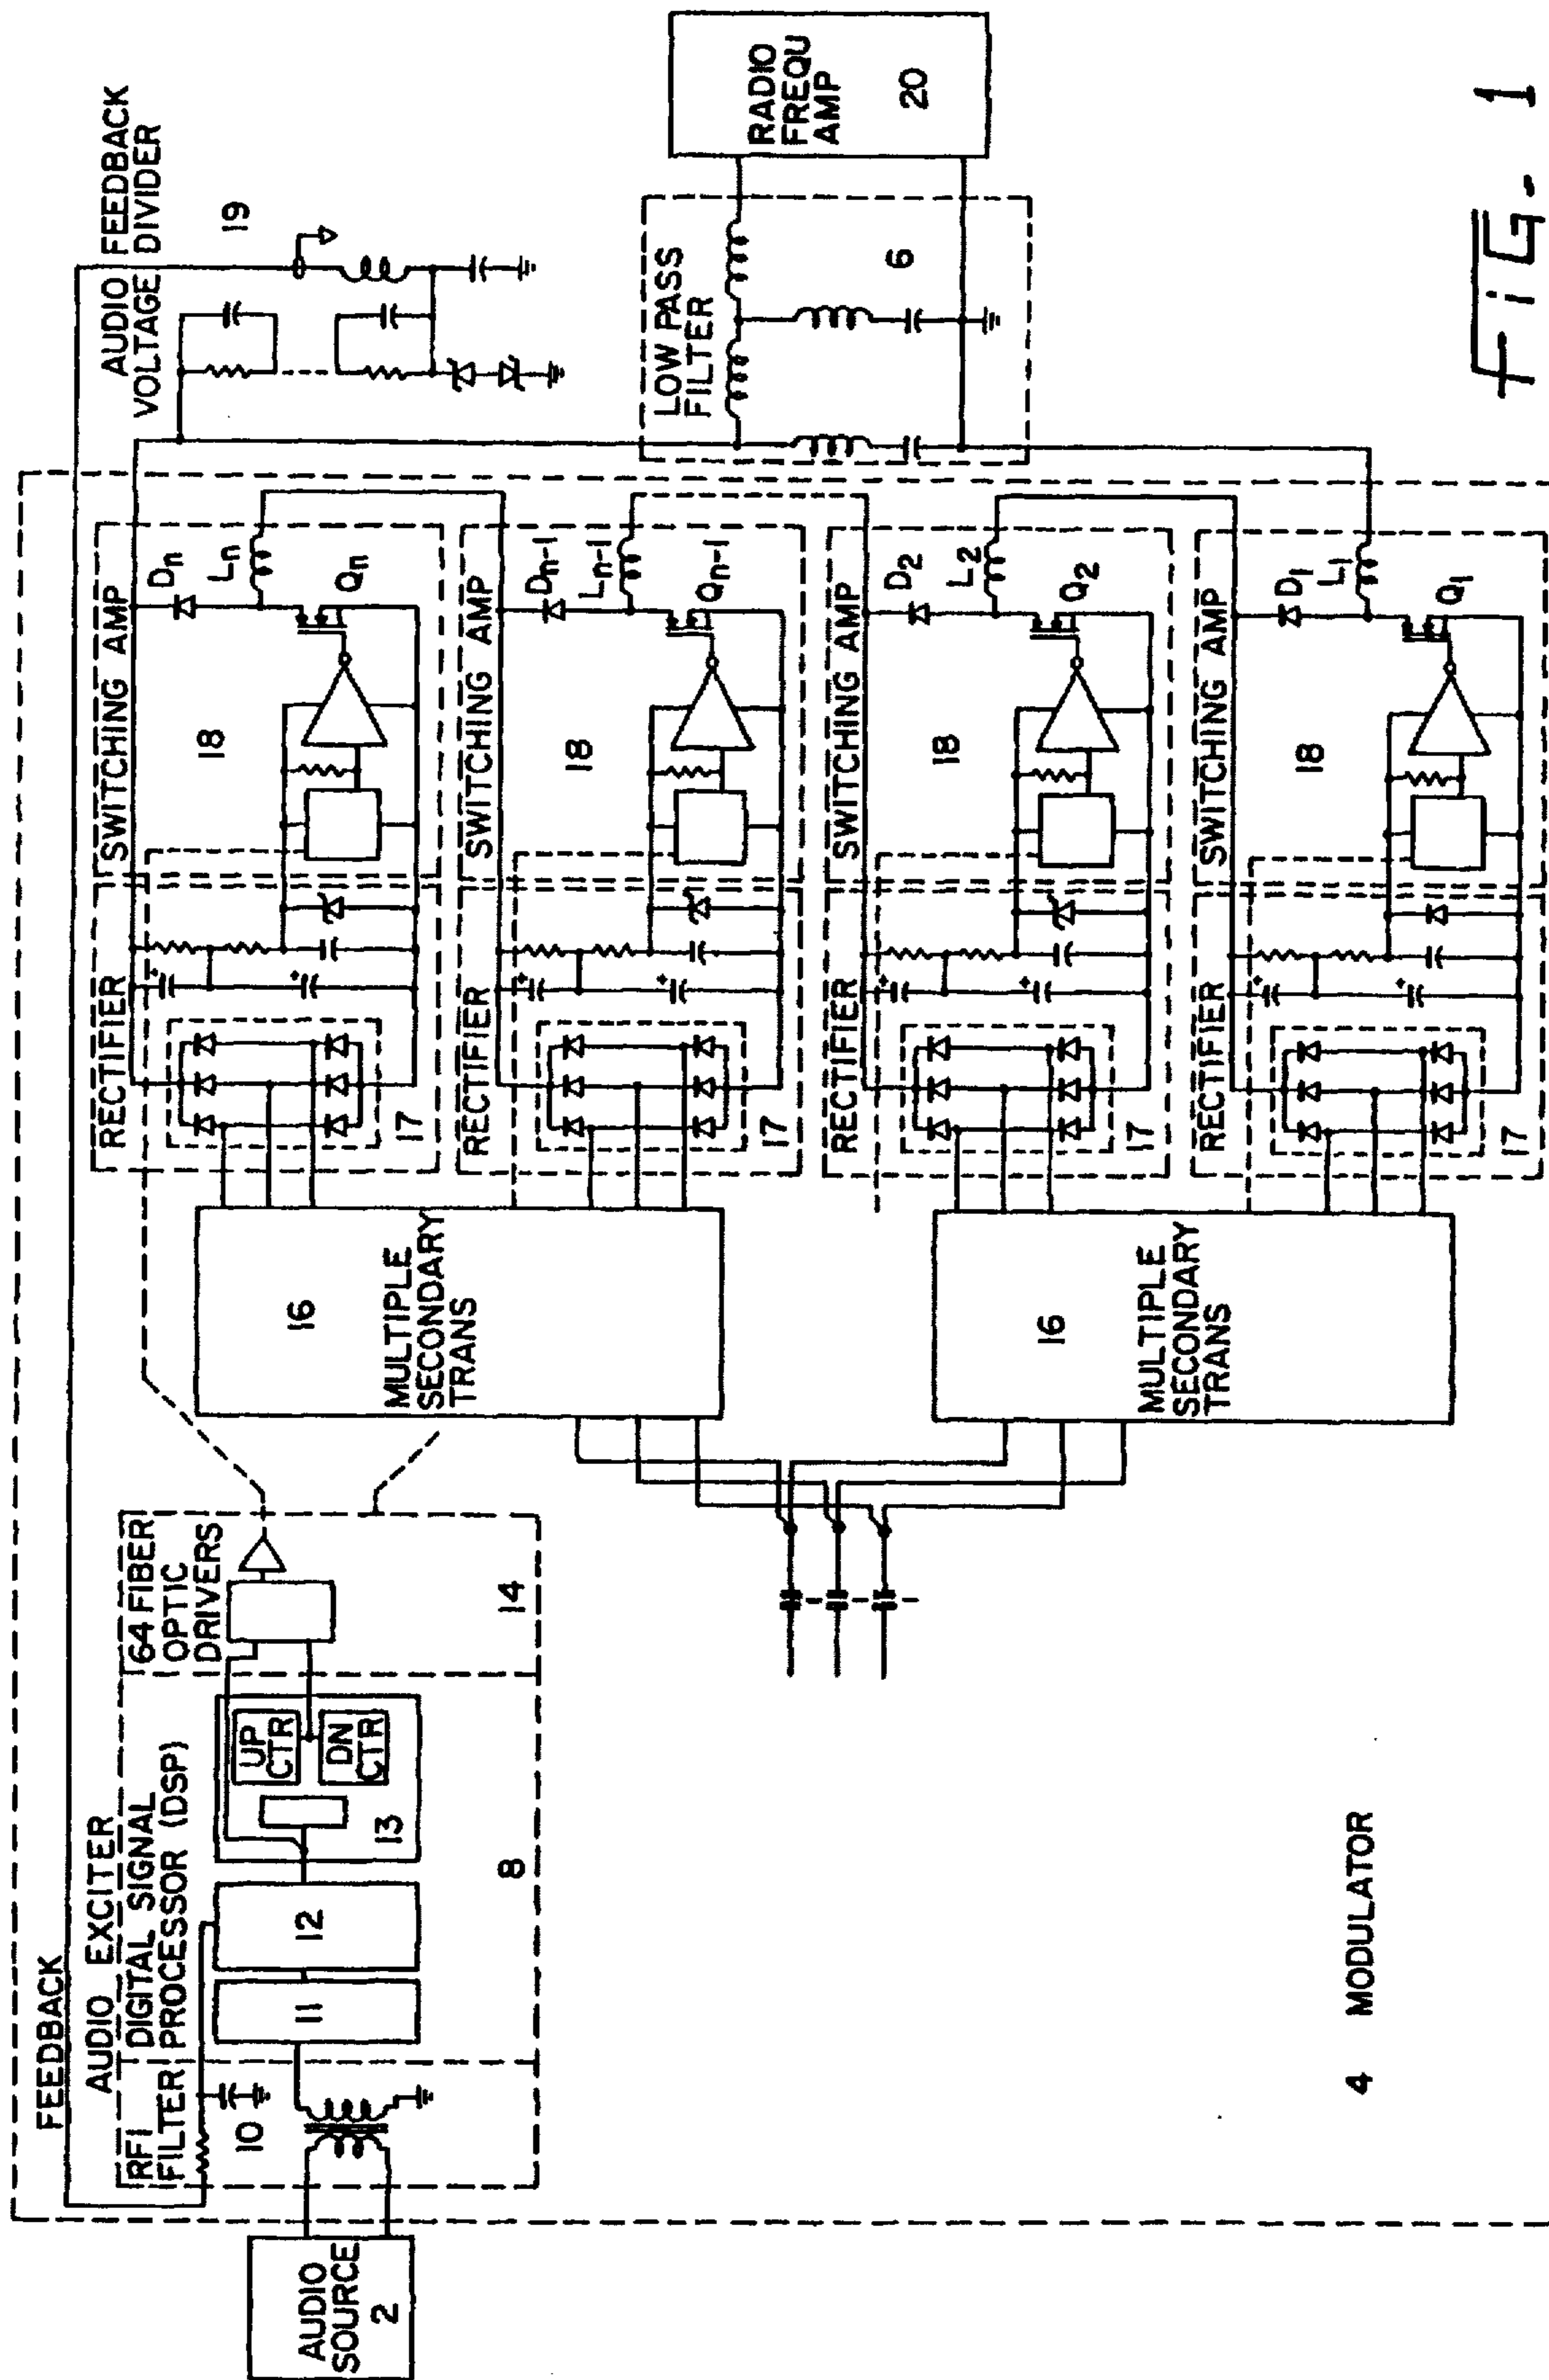 FEEDBACK
AUDIO EXCITER
RFI
FILTER
DIGITAL SIGNAL
PROCESSOR (DSP)
64 FIBER
OPTIC
DRIVERS
AUDIO
SOURCE
2
10
11
12
13
UP
CTR
DN
CTR
8
14
MULTIPLE
SECONDARY
TRANS
16
MULTIPLE
SECONDARY
TRANS
16
RECTIFIER
17
SWITCHING AMP
18
Dn
Ln
Qn
RECTIFIER
17
SWITCHING AMP
18
Dn-1
Ln-1
Qn-1
RECTIFIER
17
SWITCHING AMP
18
D2
L2
Q2
RECTIFIER
17
SWITCHING AMP
18
D1
L1
Q1
AUDIO FEEDBACK
VOLTAGE DIVIDER
19
LOW PASS
FILTER
6
RADIO
FREQU
AMP
20
4 MODULATOR
FiG- 1